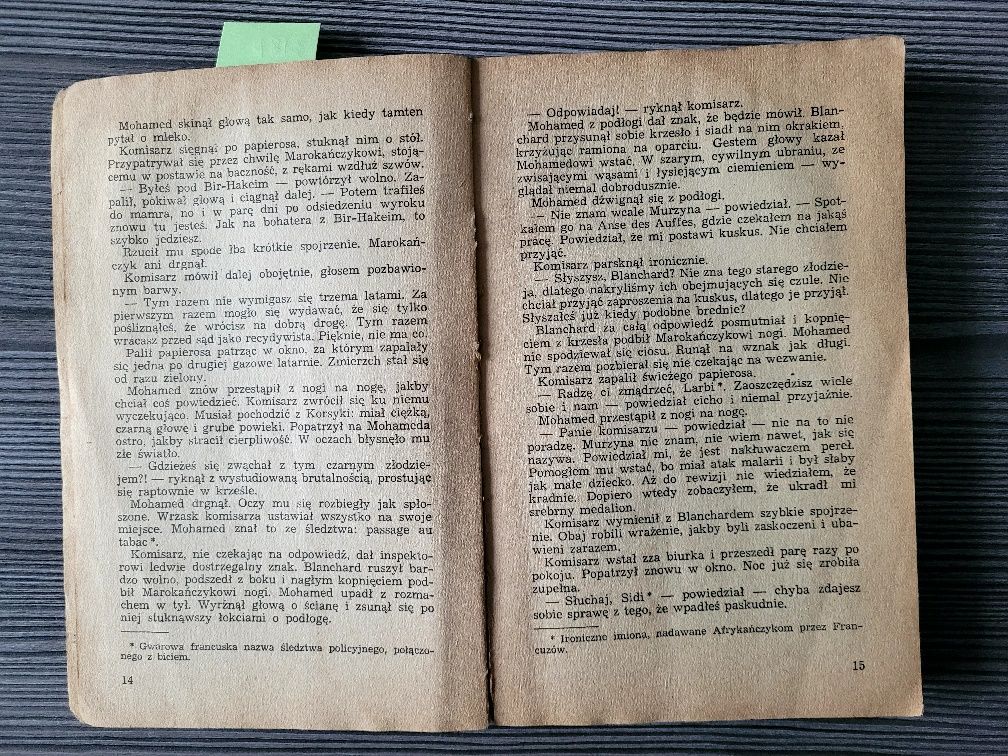 Mohamed skinął głową tak samo, jak kiedy tamten
pytał o mleko.
Komisarz sięgnął po papierosa, stuknął nim o stół.
Przypatrywał się przez chwilę Marokańczykowi, stoją-
cemu w postawie na baczność, z rękami wzdłuż szwów.
— Byłeś pod Bir-Hakeim — powtórzył wolno. Za-
palił, pokiwał głową i ciągnął dalej. — Potem trafiłeś
do mamra, no i w parę dni po odsiedzeniu wyroku
znowu tu jesteś. Jak na bohatera z Bir-Hakeim, to
szybko jedziesz.
Rzucił mu spode łba krótkie spojrzenie. Marokań-
czyk ani drgnął.
Komisarz mówił dalej obojętnie, głosem pozbawio-
nym barwy.
— Tym razem nie wymigasz się trzema latami. Za
pierwszym razem mogło się wydawać, że się tylko
pośliznąłeś, że wrócisz na dobrą drogę. Tym razem
wracasz przed sąd jako recydywista. Pięknie, nie ma co.
Palił papierosa patrząc w okno, za którym zapalały
się jedna po drugiej gazowe latarnie. Zmierzch stał się
od razu zielony.
Mohamed znów przestąpił z nogi na nogę, jakby
chciał coś powiedzieć. Komisarz zwrócił się ku niemu
wyczekująco. Musiał pochodzić z Korsyki: miał ciężką,
czarną głowę i grube powieki. Popatrzył na Mohameda
ostro, jakby stracił cierpliwość. W oczach błysnęło mu
złe światło.
— Gdzieżeś się zwąchał z tym czarnym złodzie-
jem?! — ryknął z wystudiowaną brutalnością, prostując
się raptownie w krześle.
Mohamed drgnął. Oczy mu się rozbiegły jak spło-
szone. Wrzask komisarza ustawiał wszystko na swoje
miejsce. Mohamed znał to ze śledztwa: passage au
tabac *.
Komisarz, nie czekając na odpowiedź, dał inspekto-
rowi ledwie dostrzegalny znak. Blanchard ruszył bar-
dzo wolno, podszedł z boku i nagłym kopnięciem pod-
bił Marokańczykowi nogi. Mohamed upadł z rozma-
chem w tył. Wyrżnął głową o ścianę i zsunął się po
niej stuknąwszy łokciami o podłogę.
* Gwarowa francuska nazwa śledztwa policyjnego, połączo-
nego z biciem.
14
— Odpowiadaj! — ryknął komisarz.
Mohamed z podłogi dał znak, że będzie mówił. Blan-
chard przysunął sobie krzesło i siadł na nim okrakiem,
krzyżując ramiona na oparciu. Gestem głowy kazał
Mohamedowi wstać. W szarym, cywilnym ubraniu, ze
zwisającymi wąsami i łysiejącym ciemieniem — wy-
glądał niemal dobrodusznie.
Mohamed dźwignął się z podłogi.
— Nie znam wcale Murzyna — powiedział. — Spot-
kałem go na Anse des Auffes, gdzie czekałem na jakąś
pracę. Powiedział, że mi postawi kuskus. Nie chciałem
przyjąć.
Komisarz parsknął ironicznie.
— Słyszysz, Blanchard? Nie zna tego starego złodzie-
ja, dlatego nakryliśmy ich obejmujących się czule. Nie
chciał przyjąć zaproszenia na kuskus, dlatego je przyjął.
Słyszałeś już kiedy podobne brednie?
Blanchard za całą odpowiedź posmutniał i kopnię-
ciem z krzesła podbił Marokańczykowi nogi. Mohamed
nie spodziewał się ciosu. Runął na wznak jak długi.
Tym razem pozbierał się nie czekając na wezwanie.
Komisarz zapalił świeżego papierosa.
— Radzę ci zmądrzeć, Larbi *. Zaoszczędzisz wiele
sobie i nam — powiedział cicho i niemal przyjaźnie.
Mohamed przestąpił z nogi na nogę.
— Panie komisarzu — powiedział — nic na to nie
poradzę. Murzyna nie znam, nie wiem nawet, jak się
nazywa. Powiedział mi, że jest nakłuwaczem pereł.
Pomogłem mu wstać, bo miał atak malarii i był słaby
jak małe dziecko. Aż do rewizji nie wiedziałem, że
kradnie. Dopiero wtedy zobaczyłem, że ukradł mi
srebrny medalion.
Komisarz wymienił z Blanchardem szybkie spojrze-
nie. Obaj robili wrażenie, jakby byli zaskoczeni i uba-
wieni zarazem.
Komisarz wstał zza biurka i przeszedł parę razy po
pokoju. Popatrzył znowu w okno. Noc już się zrobiła
zupełna.
— Słuchaj, Sidi * — powiedział — chyba zdajesz
sobie sprawę z tego, że wpadłeś paskudnie.
* Ironiczne imiona, nadawane Afrykańczykom przez Fran-
cuzów.
15